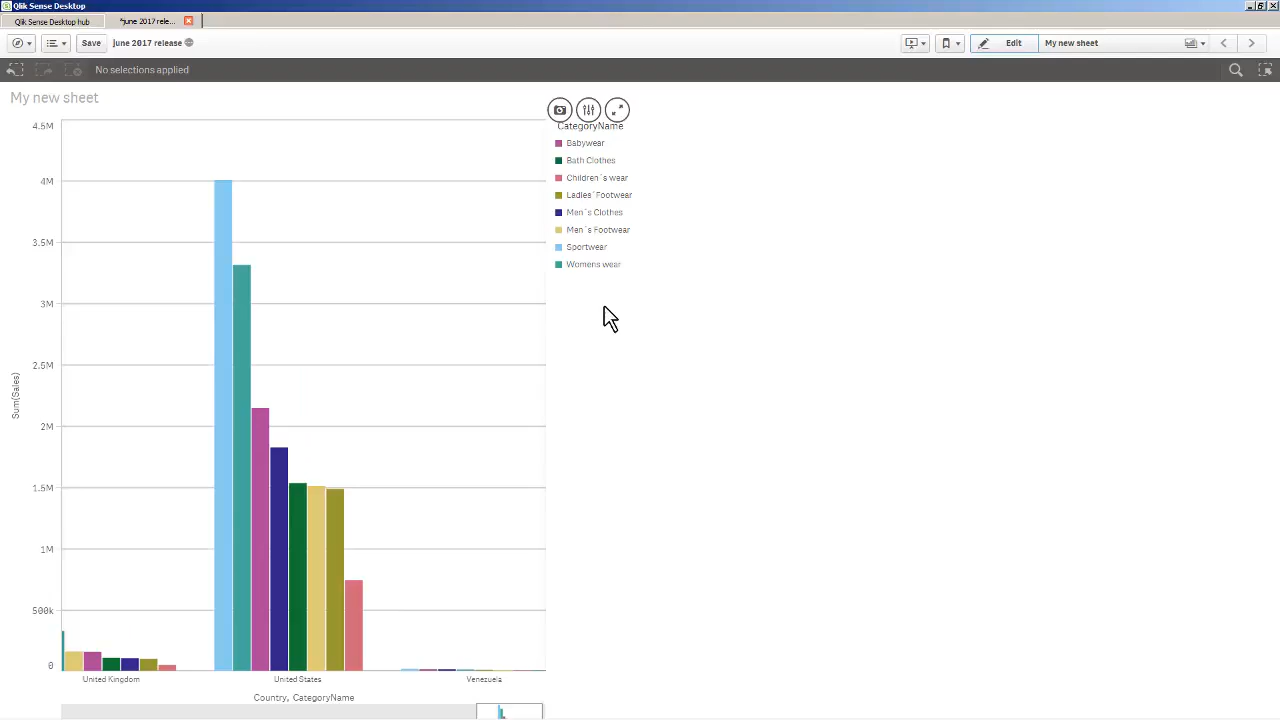 Qlik Sense Desktop
Qlik Sense Desktop hub
*june 2017 rele...
Save
june 2017 release
Edit
My new sheet
No selections applied
My new sheet
CategoryName
Babywear
Bath Clothes
Children´s wear
Ladies´Footwear
Men´s Clothes
Men´s Footwear
Sportwear
Womens wear
4.5M
4M
3.5M
3M
2.5M
2M
1.5M
1M
500k
0
Sum(Sales)
United Kingdom
United States
Venezuela
Country, CategoryName